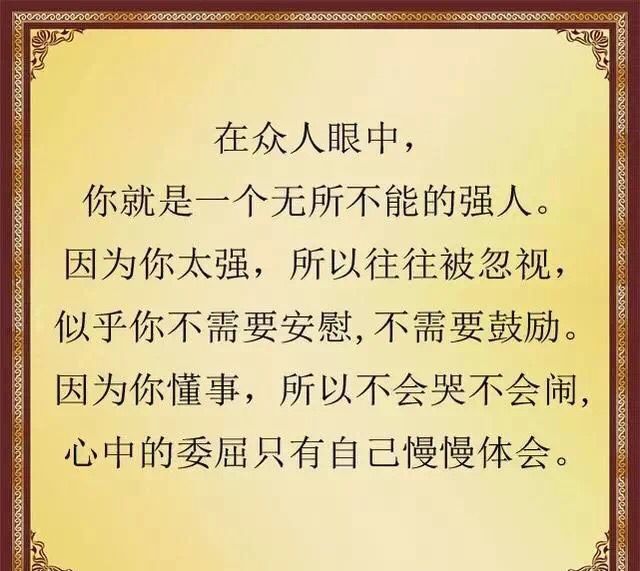 在众人眼中，
你就是一个无所不能的强人。
因为你太强，所以往往被忽视，
似乎你不需要安慰,不需要鼓励。
因为你懂事，所以不会哭不会闹,
心中的委屈只有自己慢慢体会。